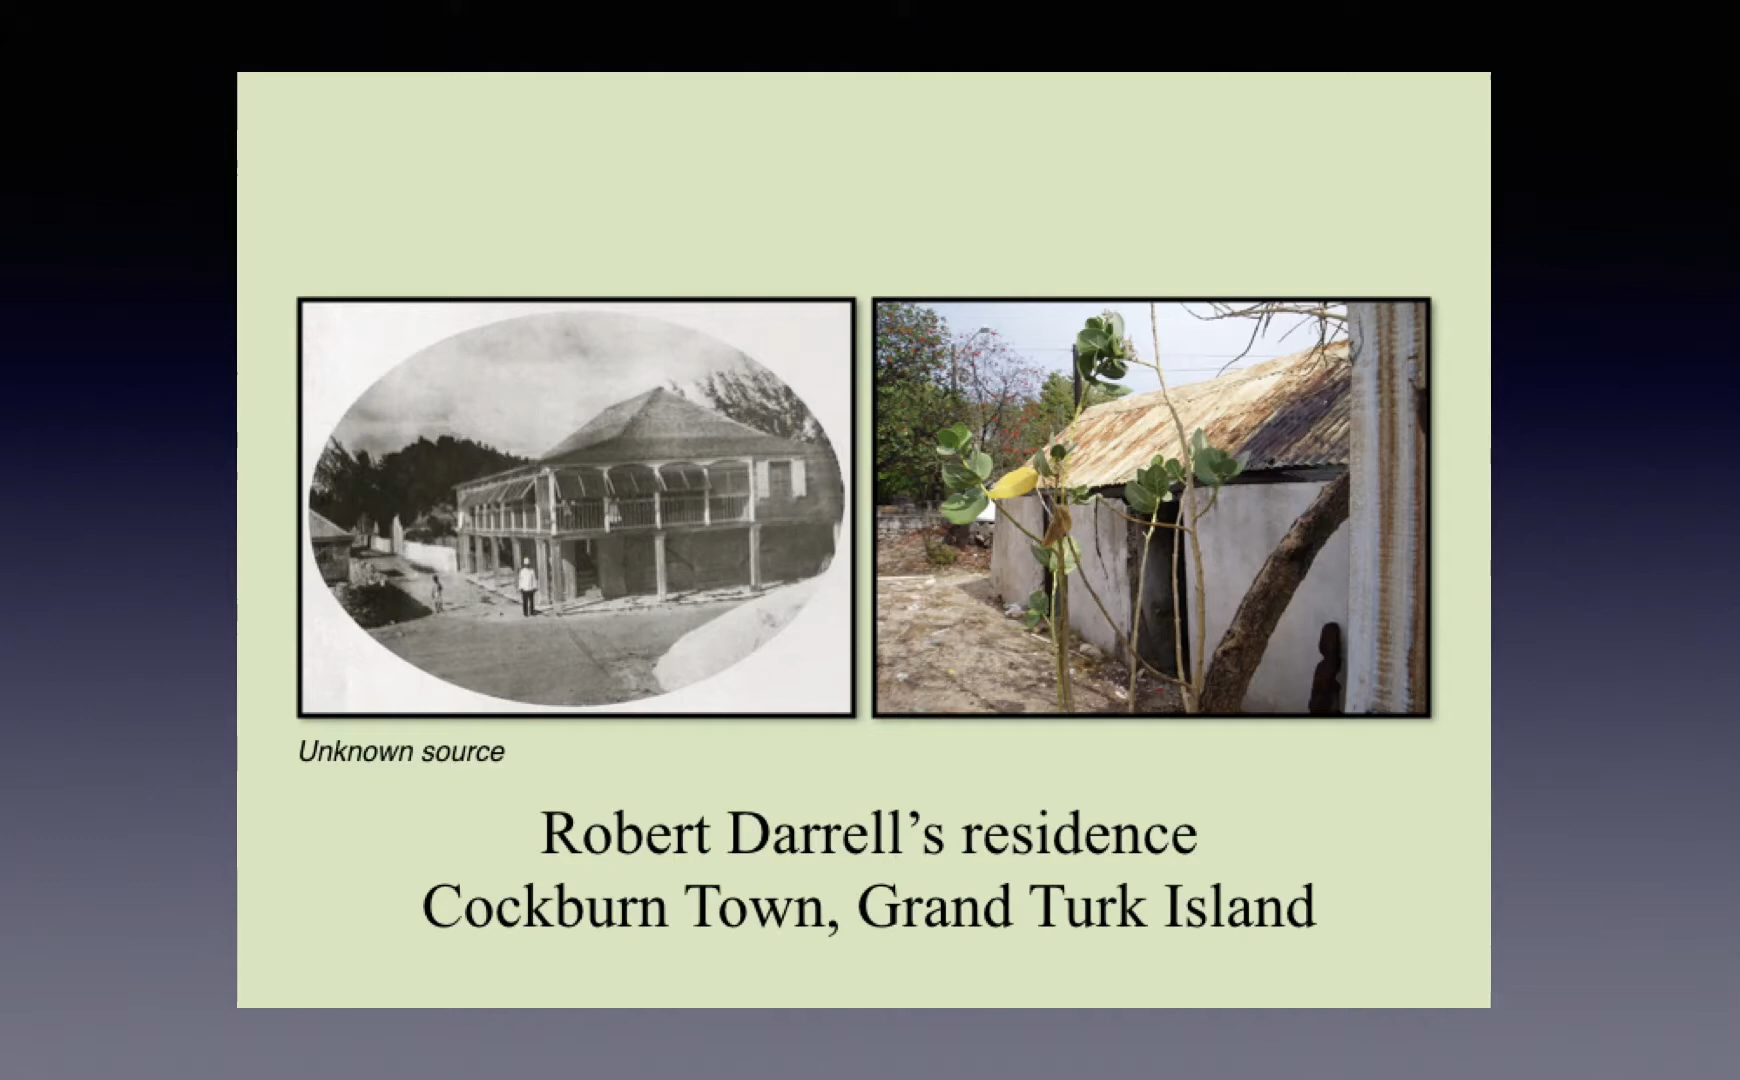 Unknown source
Robert Darrell’s residence
Cockburn Town, Grand Turk Island